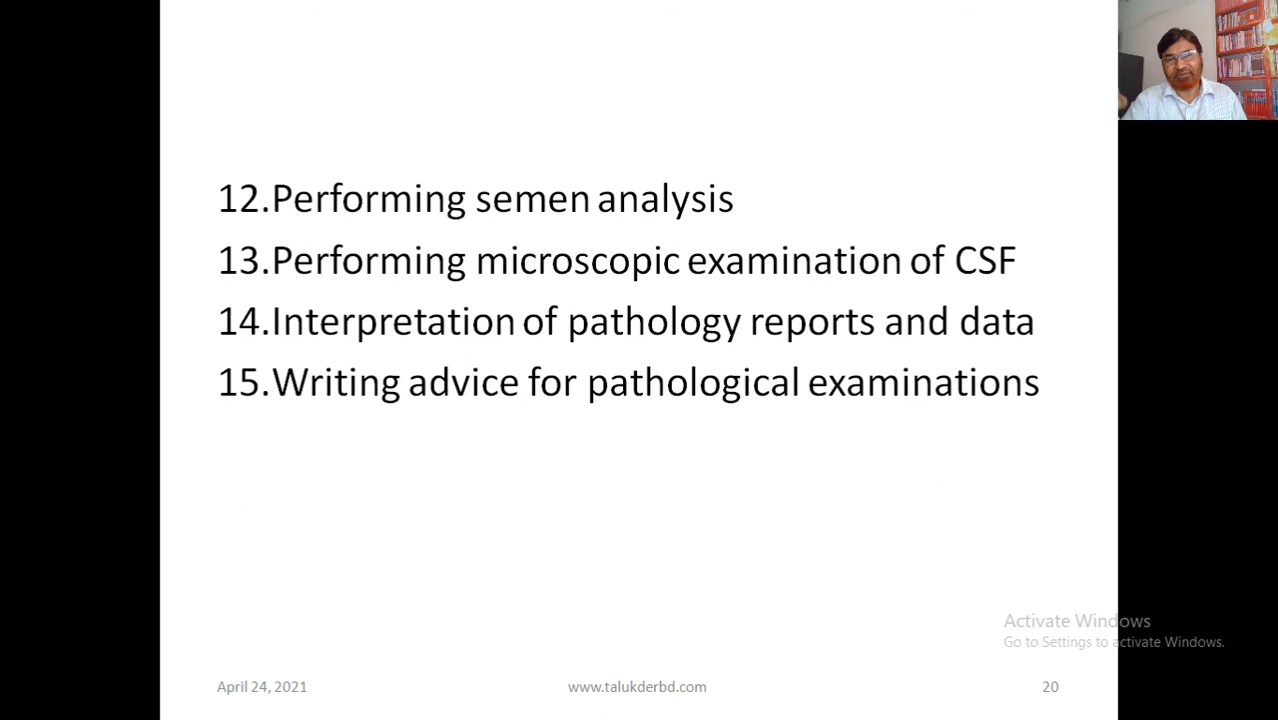 12.Performing semen analysis
13.Performing microscopic examination of CSF
14.Interpretation of pathology reports and data
15.Writing advice for pathological examinations
Activate Windows
Go to Settings to activate Windows.
April 24, 2021
www.talukderbd.com
20